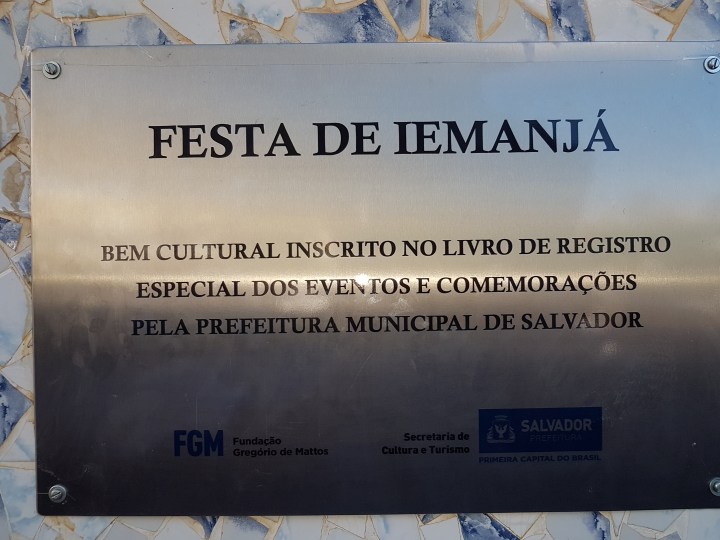 FESTA DE IEMANJÁ
BEM CULTURAL INSCRITO NO LIVRO DE REGISTRO
ESPECIAL DOS EVENTOS E COMEMORAÇÕES
PELA PREFEITURA MUNICIPAL DE SALVADOR
FGM
Fundação
Gregório de Mattos
Secretaria de
Cultura e Turismo
SALVADOR
PREFEITURA
PRIMEIRA CAPITAL DO BRASIL